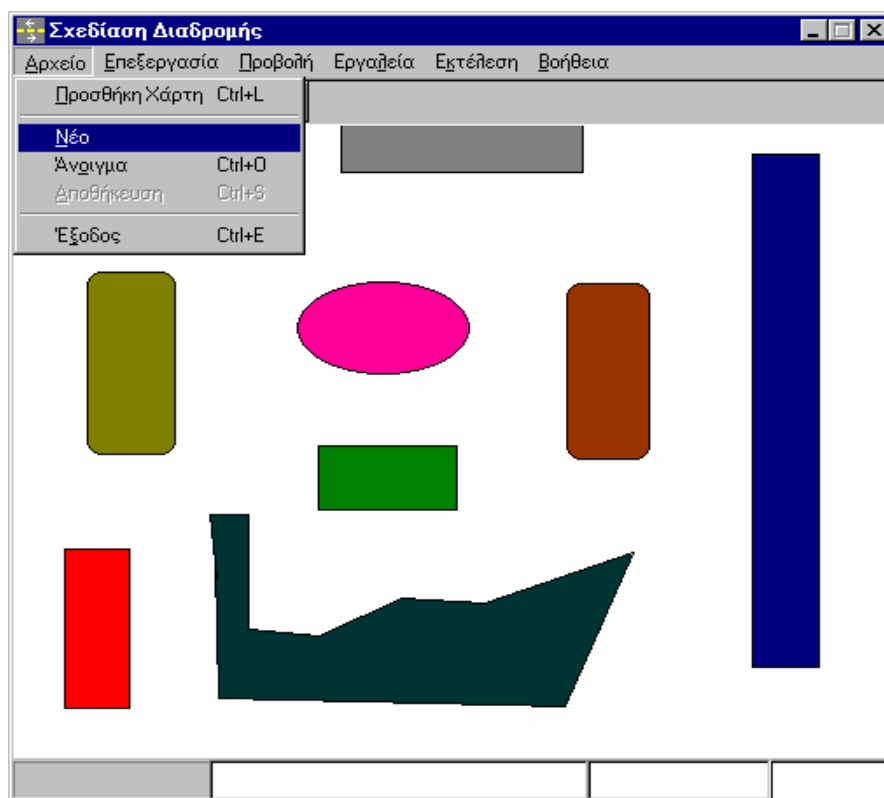 Σχεδίαση Διαδρομής
Αρχείο Επεξεργασία Προβολή Εργαλεία Εκτέλεση Βοήθεια
Προσθήκη Χάρτη Ctrl+L
Νέο
Άνοιγμα Ctrl+O
Αποθήκευση Ctrl+S
Έξοδος Ctrl+E